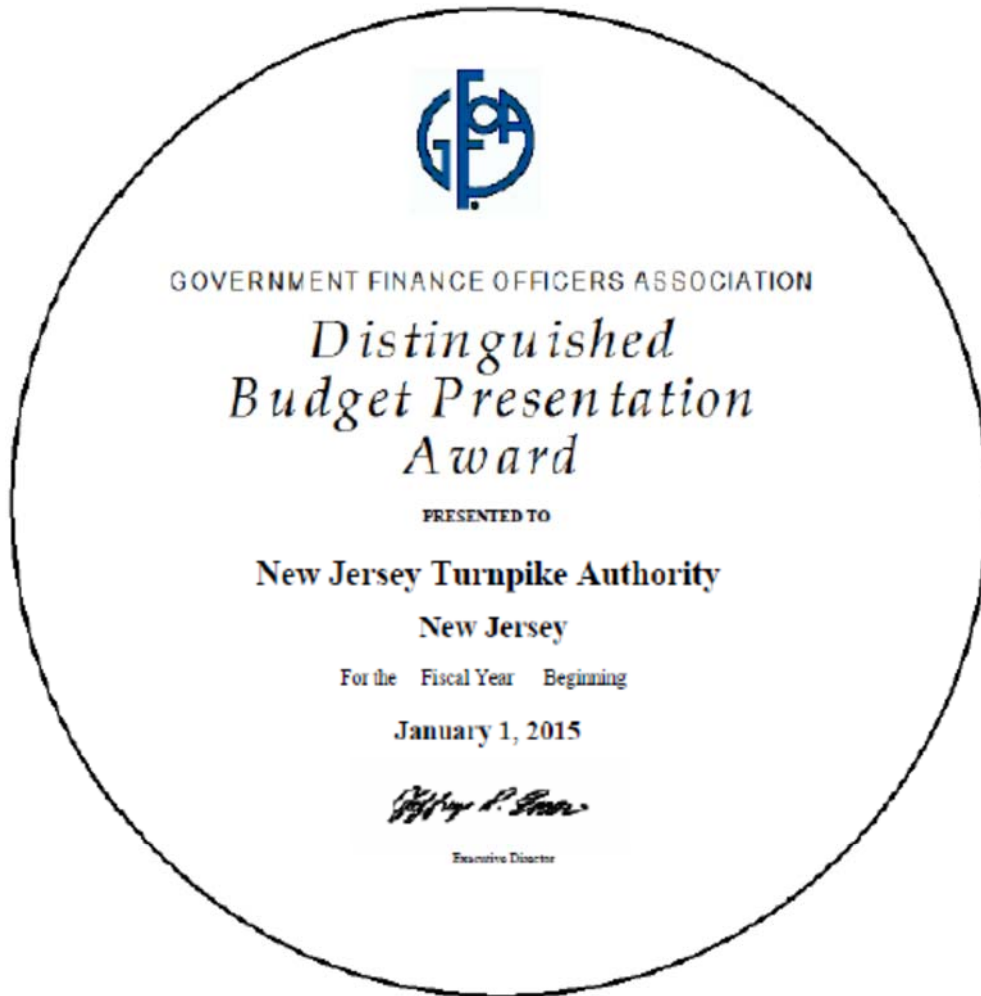 GFOA
GOVERNMENT FINANCE OFFICERS ASSOCIATION
Distinguished
Budget Presentation
Award
PRESENTED TO
New Jersey Turnpike Authority
New Jersey
For the Fiscal Year Beginning
January 1, 2015
Executive Director